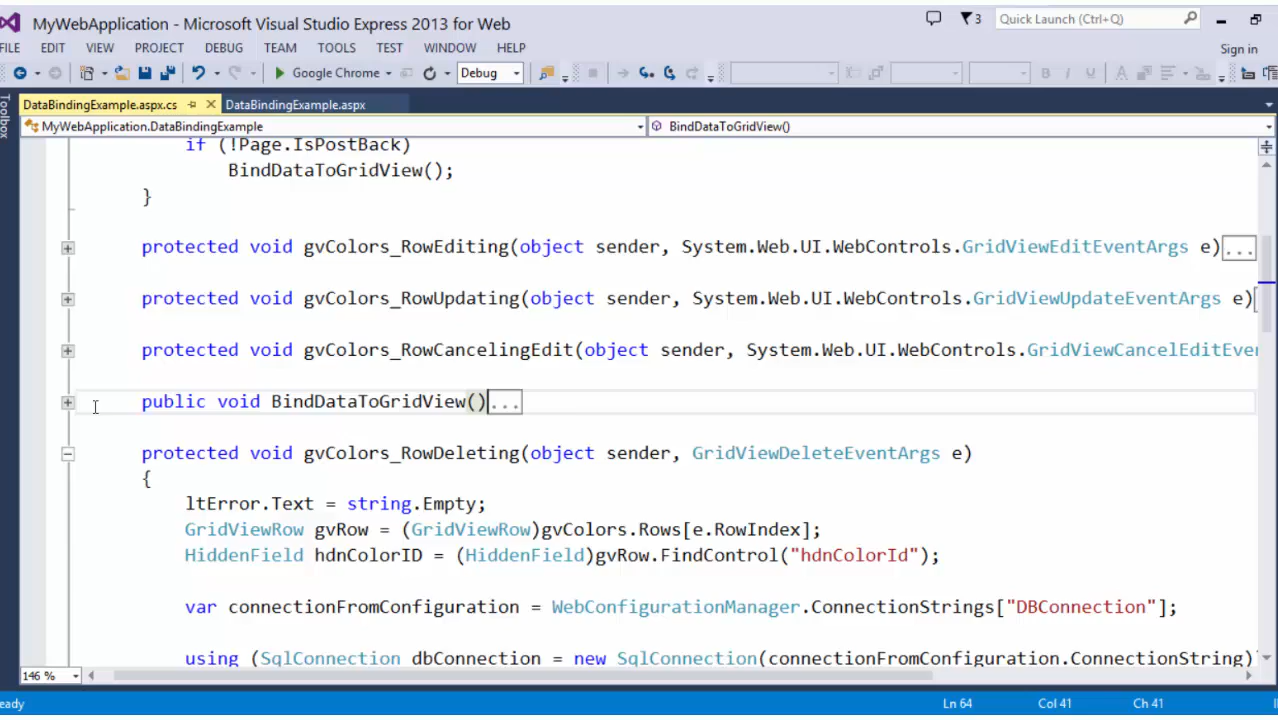 MyWebApplication - Microsoft Visual Studio Express 2013 for Web
3
Quick Launch (Ctrl+Q)
FILE EDIT VIEW PROJECT DEBUG TEAM TOOLS TEST WINDOW HELP
Sign in
Google Chrome
Debug
Toolbox
DataBindingExample.aspx.cs
DataBindingExample.aspx
MyWebApplication.DataBindingExample
BindDataToGridView()
if (!Page.IsPostBack)
BindDataToGridView();
}
protected void gvColors_RowEditing(object sender, System.Web.UI.WebControls.GridViewEditEventArgs e)...
protected void gvColors_RowUpdating(object sender, System.Web.UI.WebControls.GridViewUpdateEventArgs e)
protected void gvColors_RowCancelingEdit(object sender, System.Web.UI.WebControls.GridViewCancelEditEve
public void BindDataToGridView()...
protected void gvColors_RowDeleting(object sender, GridViewDeleteEventArgs e)
{
ltError.Text = string.Empty;
GridViewRow gvRow = (GridViewRow)gvColors.Rows[e.RowIndex];
HiddenField hdnColorID = (HiddenField)gvRow.FindControl("hdnColorId");
var connectionFromConfiguration = WebConfigurationManager.ConnectionStrings["DBConnection"];
using (SqlConnection dbConnection = new SqlConnection(connectionFromConfiguration.ConnectionString)
146 %
eady
Ln 64
Col 41
Ch 41